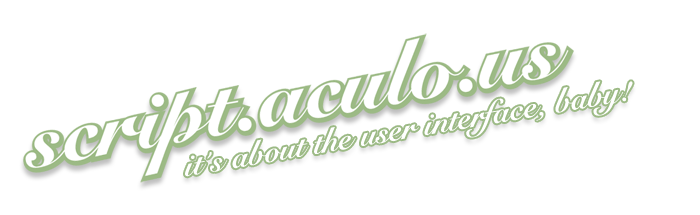 script.aculo.us
it's about the user interface, baby!